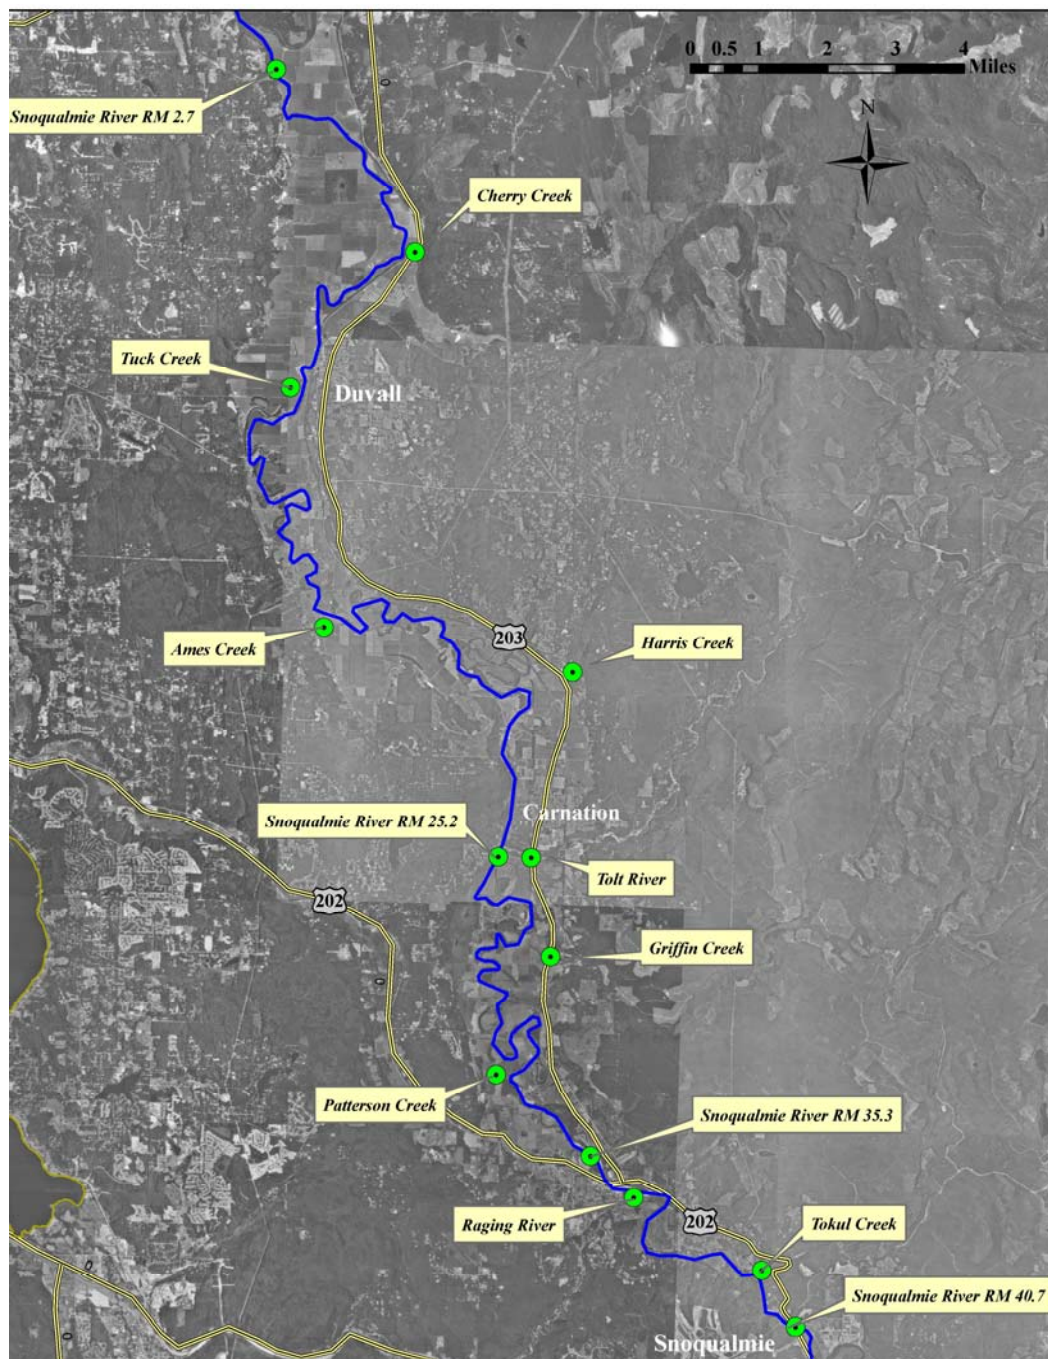 0 0.5 1 2 3 4
Miles
N
Snoqualmie River RM 2.7
Cherry Creek
Tuck Creek
Duvall
203
Ames Creek
Harris Creek
Carnation
Snoqualmie River RM 25.2
Tolt River
202
Griffin Creek
Patterson Creek
Snoqualmie River RM 35.3
Raging River
202
Tokul Creek
Snoqualmie River RM 40.7
Snoqualmie